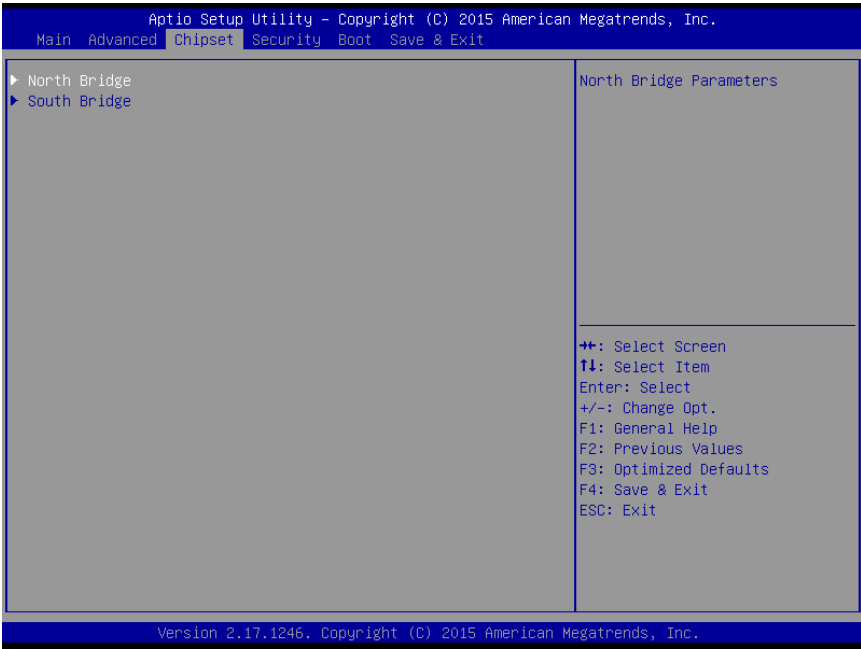 Aptio Setup Utility – Copyright (C) 2015 American Megatrends, Inc.
Main Advanced Chipset Security Boot Save & Exit
▶ North Bridge
▶ South Bridge
North Bridge Parameters
→←: Select Screen
↑↓: Select Item
Enter: Select
+/-: Change Opt.
F1: General Help
F2: Previous Values
F3: Optimized Defaults
F4: Save & Exit
ESC: Exit
Version 2.17.1246. Copyright (C) 2015 American Megatrends, Inc.